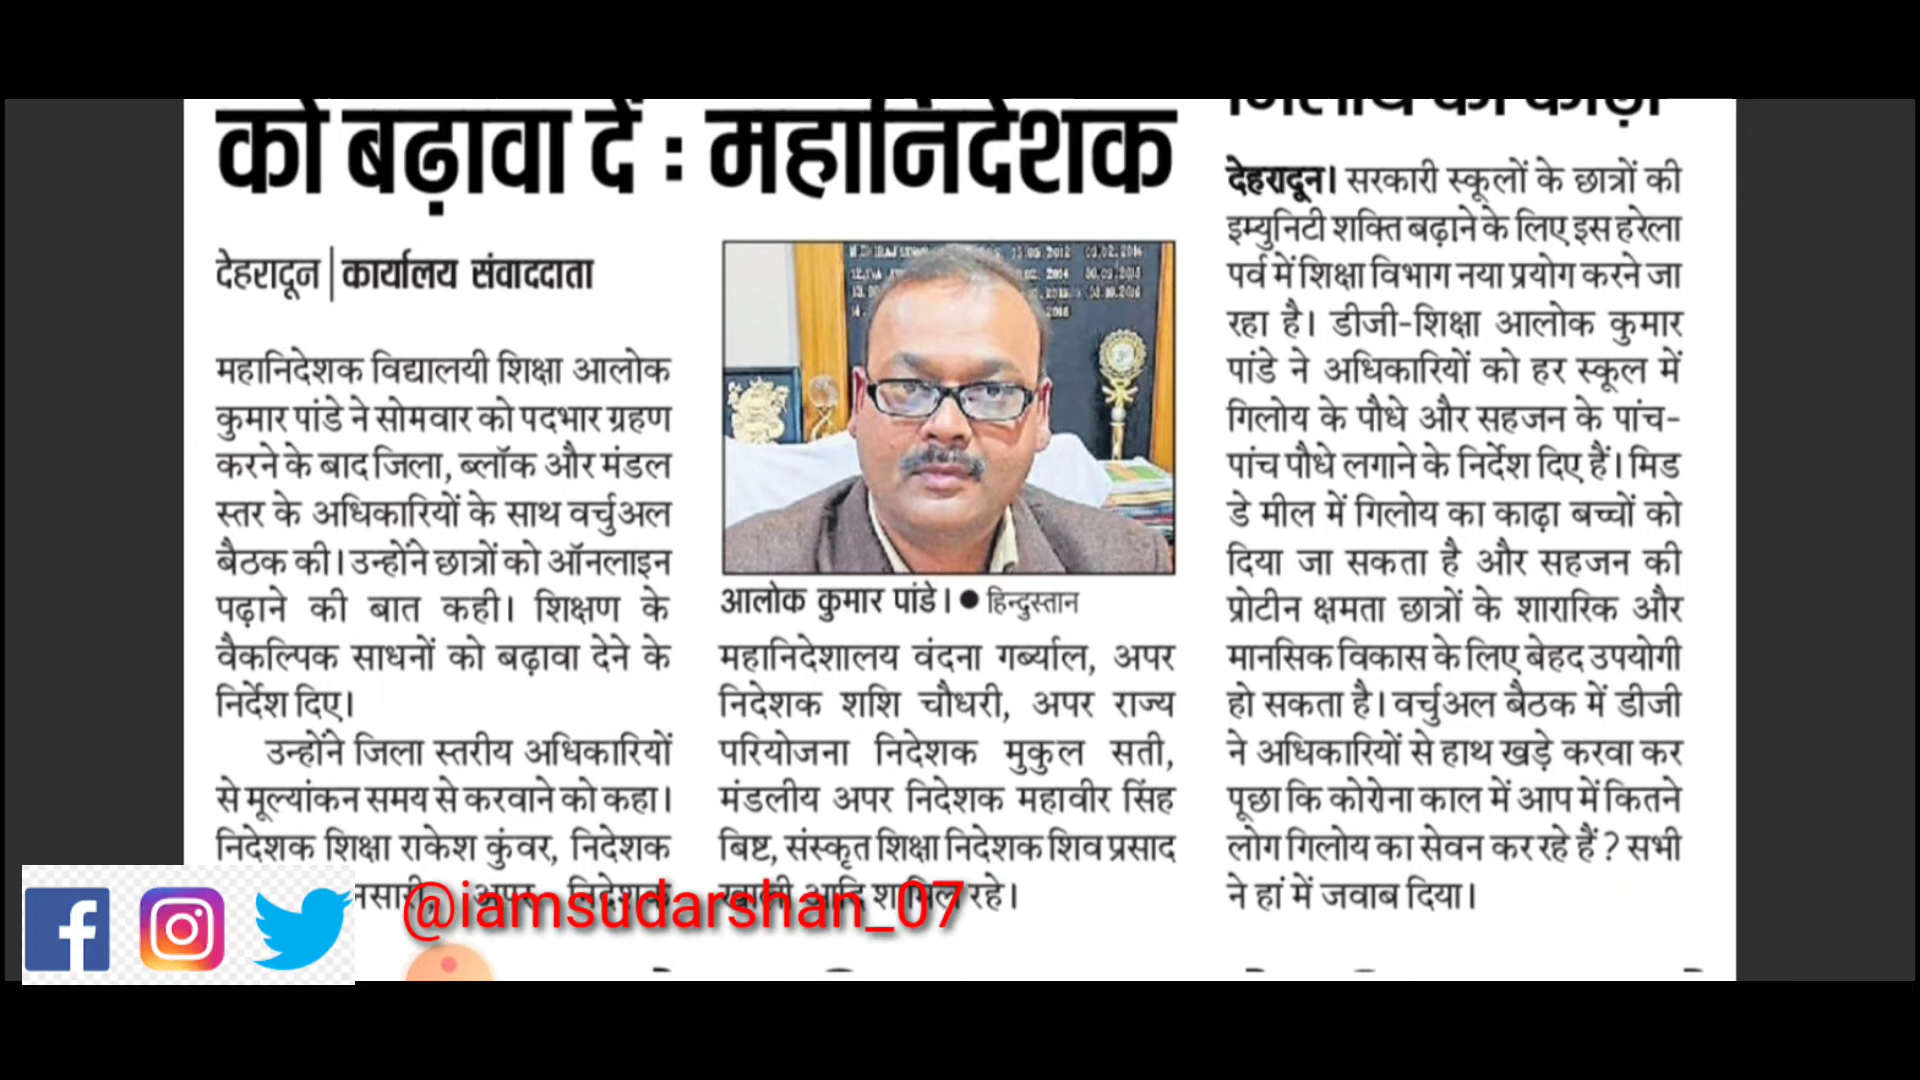 को बढ़ावा दें : महानिदेशक
देहरादून | कार्यालय संवाददाता
महानिदेशक विद्यालयी शिक्षा आलोक
कुमार पांडे ने सोमवार को पदभार ग्रहण
करने के बाद जिला, ब्लॉक और मंडल
स्तर के अधिकारियों के साथ वर्चुअल
बैठक की। उन्होंने छात्रों को ऑनलाइन
पढ़ाने की बात कही। शिक्षण के
वैकल्पिक साधनों को बढ़ावा देने के
निर्देश दिए।
उन्होंने जिला स्तरीय अधिकारियों
से मूल्यांकन समय से करवाने को कहा।
निदेशक शिक्षा राकेश कुंवर, निदेशक
अपर निदेशक
आलोक कुमार पांडे। ● हिन्दुस्तान
महानिदेशालय वंदना गर्ब्याल, अपर
निदेशक शशि चौधरी, अपर राज्य
परियोजना निदेशक मुकुल सती,
मंडलीय अपर निदेशक महावीर सिंह
बिष्ट, संस्कृत शिक्षा निदेशक शिव प्रसाद
खाली आदि शामिल रहे।
गिलोय का काढ़ा
देहरादून। सरकारी स्कूलों के छात्रों की
इम्युनिटी शक्ति बढ़ाने के लिए इस हरेला
पर्व में शिक्षा विभाग नया प्रयोग करने जा
रहा है। डीजी-शिक्षा आलोक कुमार
पांडे ने अधिकारियों को हर स्कूल में
गिलोय के पौधे और सहजन के पांच-
पांच पौधे लगाने के निर्देश दिए हैं। मिड
डे मील में गिलोय का काढ़ा बच्चों को
दिया जा सकता है और सहजन की
प्रोटीन क्षमता छात्रों के शारारिक और
मानसिक विकास के लिए बेहद उपयोगी
हो सकता है। वर्चुअल बैठक में डीजी
ने अधिकारियों से हाथ खड़े करवा कर
पूछा कि कोरोना काल में आप में कितने
लोग गिलोय का सेवन कर रहे हैं ? सभी
ने हां में जवाब दिया।
@iamsudarshan_07